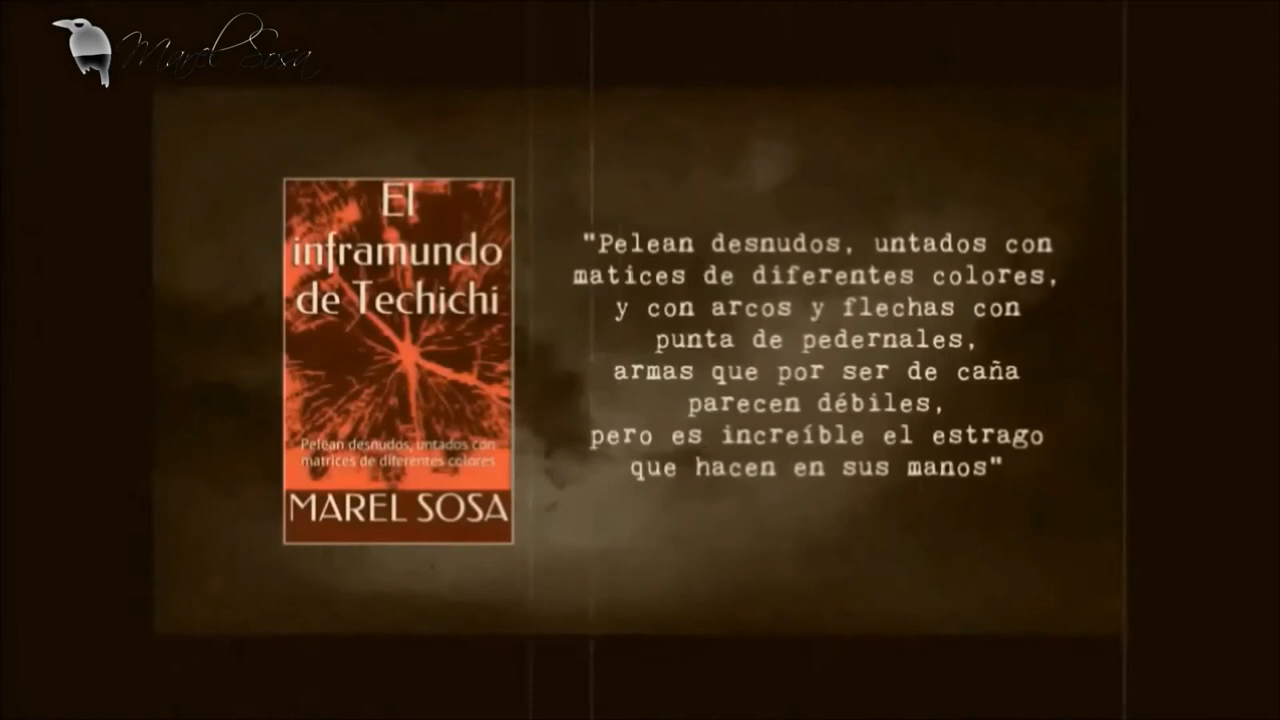 Marel Sosa
El
inframundo
de Techichi
Pelean desnudos, untados con
matrices de diferentes colores
MAREL SOSA
"Pelean desnudos, untados con
matices de diferentes colores,
y con arcos y flechas con
punta de pedernales,
armas que por ser de caña
parecen débiles,
pero es increíble el estrago
que hacen en sus manos"